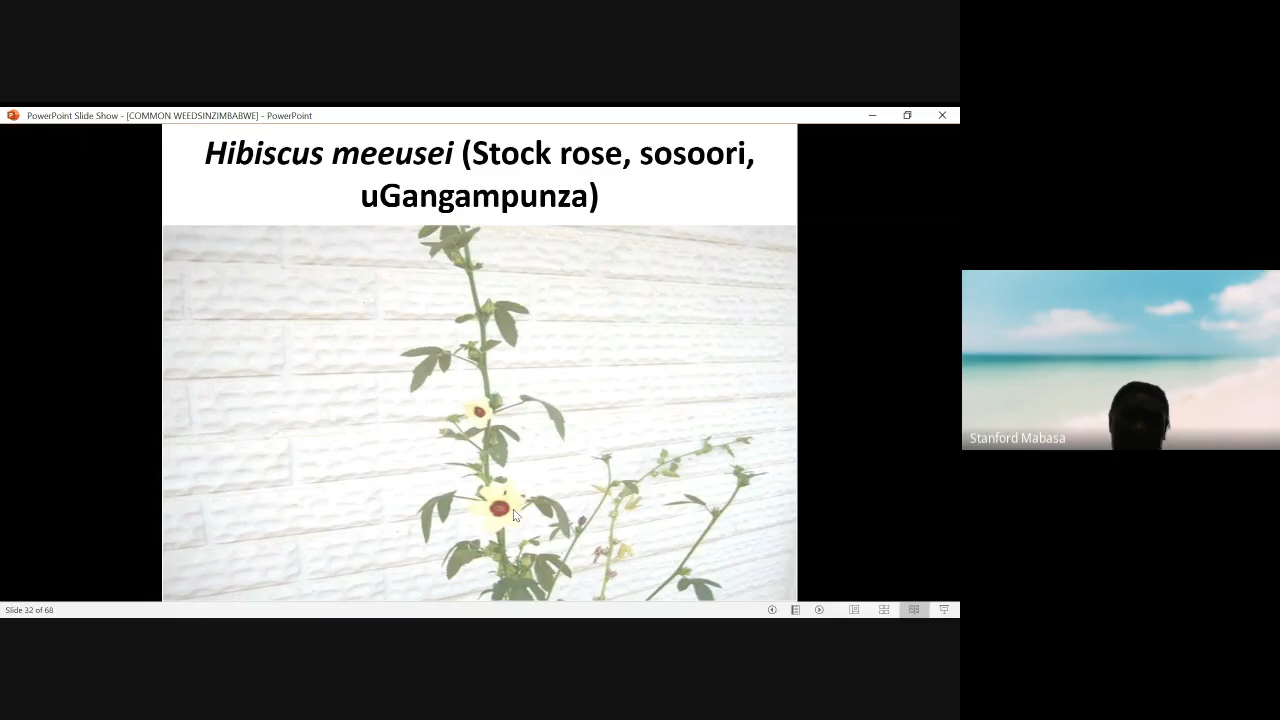 PowerPoint Slide Show - [COMMON WEEDSINZIMBABWE] - PowerPoint
Hibiscus meeusei (Stock rose, sosoori,
uGangampunza)
Stanford Mabasa
Slide 32 of 68